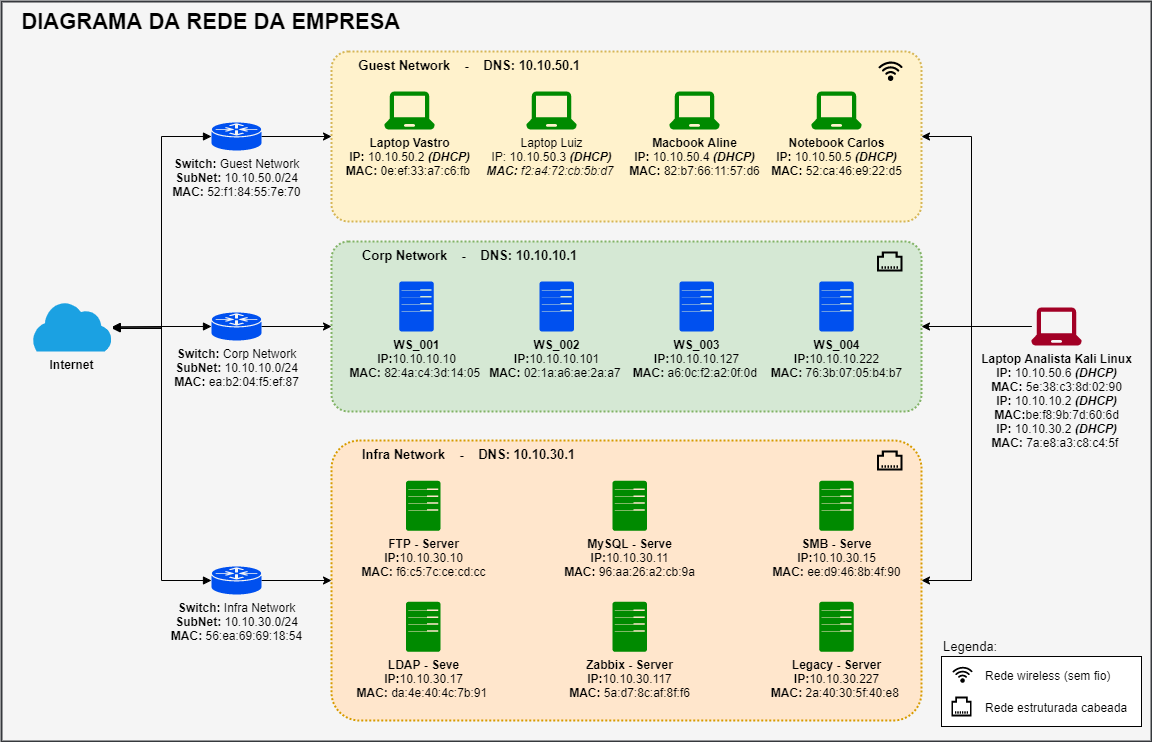 DIAGRAMA DA REDE DA EMPRESA
Guest Network - DNS: 10.10.50.1
Laptop Vastro
IP: 10.10.50.2 (DHCP)
MAC: 0e:ef:33:a7:c6:fb
Laptop Luiz
IP: 10.10.50.3 (DHCP)
MAC: f2:a4:72:cb:5b:d7
Macbook Aline
IP: 10.10.50.4 (DHCP)
MAC: 82:b7:66:11:57:d6
Notebook Carlos
IP: 10.10.50.5 (DHCP)
MAC: 52:ca:46:e9:22:d5
Switch: Guest Network
SubNet: 10.10.50.0/24
MAC: 52:f1:84:55:7e:70
Corp Network - DNS: 10.10.10.1
WS_001
IP:10.10.10.10
MAC: 82:4a:c4:3d:14:05
WS_002
IP:10.10.10.101
MAC: 02:1a:a6:ae:2a:a7
WS_003
IP:10.10.10.127
MAC: a6:0c:f2:a2:0f:0d
WS_004
IP:10.10.10.222
MAC: 76:3b:07:05:b4:b7
Internet
Switch: Corp Network
SubNet: 10.10.10.0/24
MAC: ea:b2:04:f5:ef:87
Laptop Analista Kali Linux
IP: 10.10.50.6 (DHCP)
MAC: 5e:38:c3:8d:02:90
IP: 10.10.10.2 (DHCP)
MAC:be:f8:9b:7d:60:6d
IP: 10.10.30.2 (DHCP)
MAC: 7a:e8:a3:c8:c4:5f
Infra Network - DNS: 10.10.30.1
FTP - Server
IP:10.10.30.10
MAC: f6:c5:7c:ce:cd:cc
MySQL - Serve
IP:10.10.30.11
MAC: 96:aa:26:a2:cb:9a
SMB - Serve
IP:10.10.30.15
MAC: ee:d9:46:8b:4f:90
Switch: Infra Network
SubNet: 10.10.30.0/24
MAC: 56:ea:69:69:18:54
LDAP - Seve
IP:10.10.30.17
MAC: da:4e:40:4c:7b:91
Zabbix - Server
IP:10.10.30.117
MAC: 5a:d7:8c:af:8f:f6
Legacy - Server
IP:10.10.30.227
MAC: 2a:40:30:5f:40:e8
Legenda:
Rede wireless (sem fio)
Rede estruturada cabeada